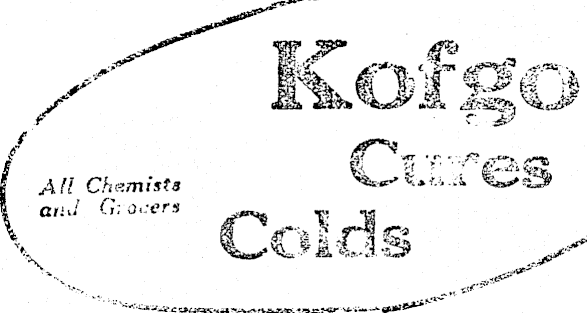 Kofgo
Cures
All Chemists
and Grocers
Colds